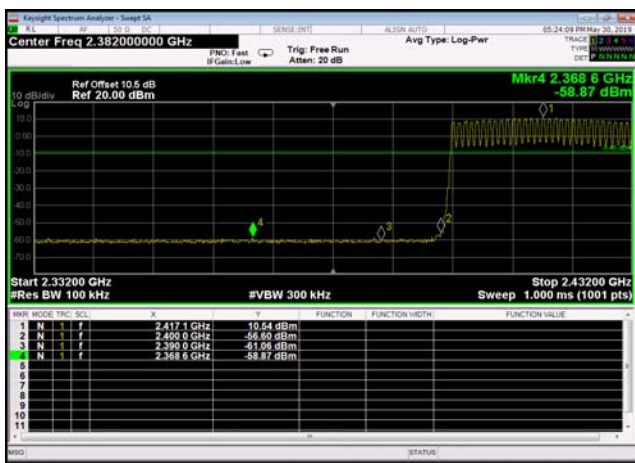 Keysight Spectrum Analyzer - Swept SA
RL RF 50 Ω DC SENSE:INT ALIGN AUTO 05:24:09 PM May 30, 2019
Center Freq 2.382000000 GHz Avg Type: Log-Pwr TRACE 1 2 3 4 5 6
PNO: Fast Trig: Free Run TYPE
IFGain:Low Atten: 20 dB DET P N N N N N
Mkr4 2.368 6 GHz
-58.87 dBm
Ref Offset 10.5 dB
10 dB/div Ref 20.00 dBm
Log
10.0
0.00
-10.0
-20.0
-30.0
-40.0
-50.0
-60.0
-70.0
1
2
3
4
Start 2.33200 GHz Stop 2.43200 GHz
#Res BW 100 kHz #VBW 300 kHz Sweep 1.000 ms (1001 pts)
MKR MODE TRC SCL X Y FUNCTION FUNCTION WIDTH FUNCTION VALUE
1 N 1 f 2.417 1 GHz 10.54 dBm
2 N 1 f 2.400 0 GHz -56.60 dBm
3 N 1 f 2.390 0 GHz -61.06 dBm
4 N 1 f 2.368 6 GHz -58.87 dBm
5
6
7
8
9
10
11
MSG STATUS